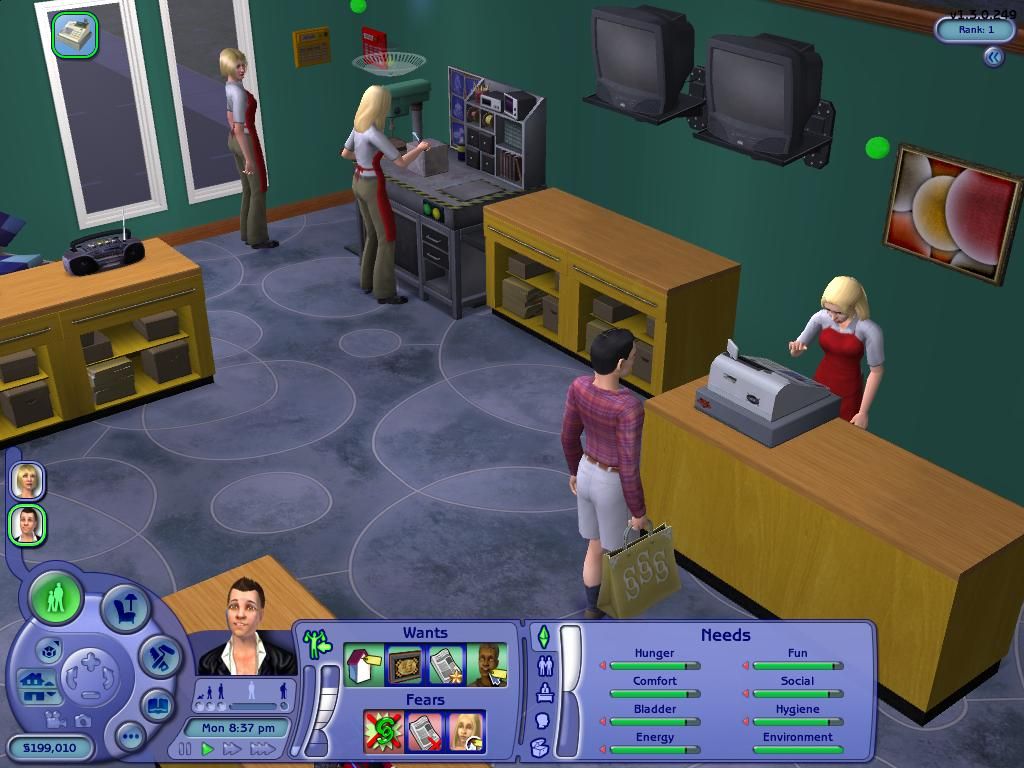 v1.3.0.249
Rank: 1
§§§
Wants
Fears
Mon 8:37 pm
§199,010
Needs
Hunger
Fun
Comfort
Social
Bladder
Hygiene
Energy
Environment